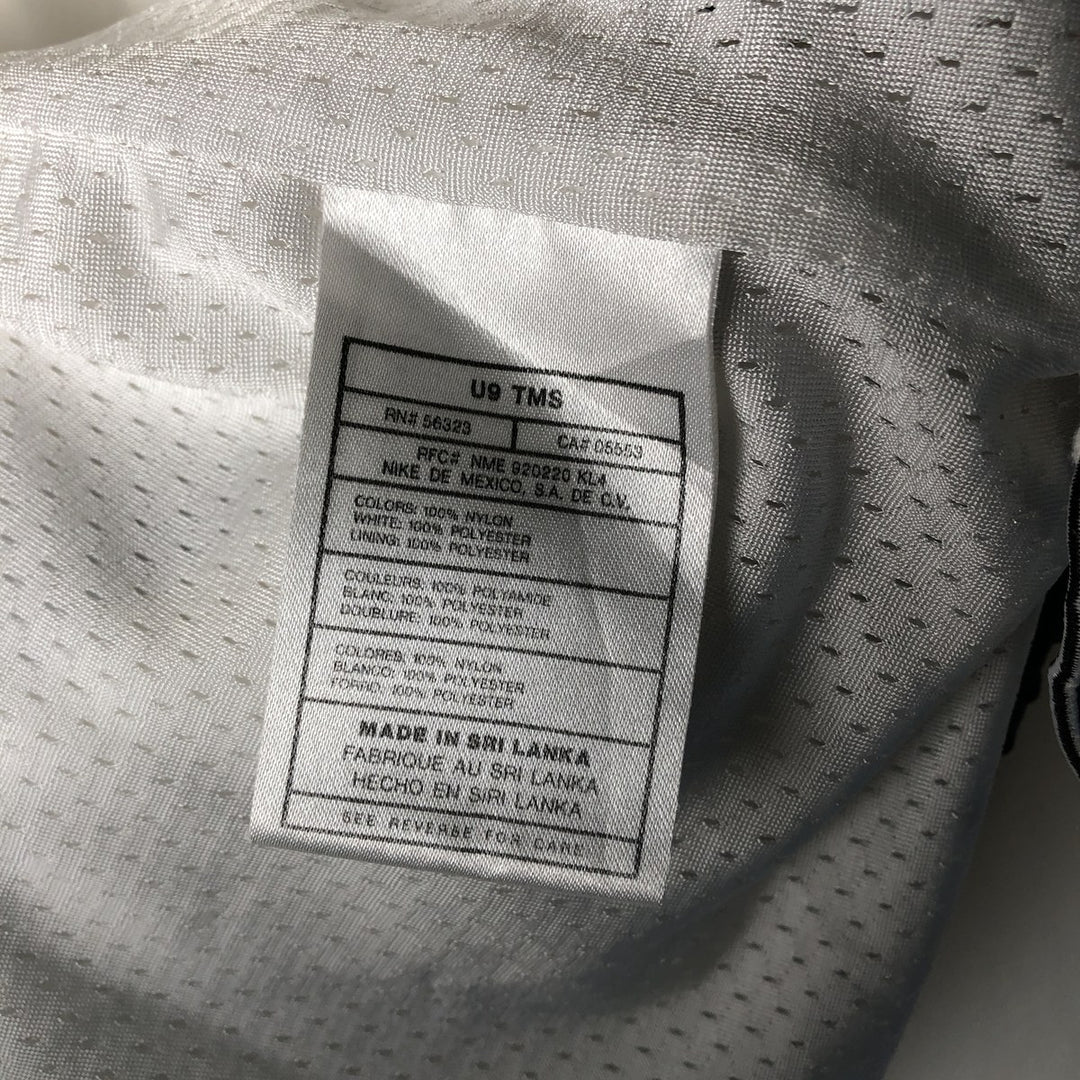 U9 TMS
RN# 56323 CA# 05553
RFC# NME 920220 KL4
NIKE DE MEXICO, S.A. DE C.V.
COLORS: 100% NYLON
WHITE: 100% POLYESTER
LINING: 100% POLYESTER
COULEURS: 100% POLYAMIDE
BLANC: 100% POLYESTER
DOUBLURE: 100% POLYESTER
COLORES: 100% NYLON
BLANCO: 100% POLYESTER
FORRO: 100% POLYESTER
MADE IN SRI LANKA
FABRIQUE AU SRI LANKA
HECHO EN SIRI LANKA
SEE REVERSE FOR CARE